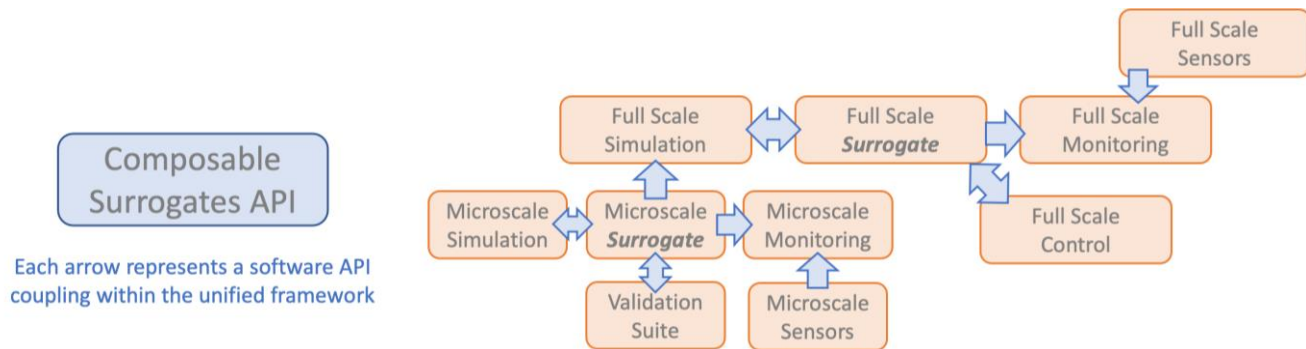 Composable
Surrogates API
Each arrow represents a software API
coupling within the unified framework
Full Scale
Sensors
Full Scale
Simulation
Full Scale
Surrogate
Full Scale
Monitoring
Microscale
Simulation
Microscale
Surrogate
Microscale
Monitoring
Full Scale
Control
Validation
Suite
Microscale
Sensors